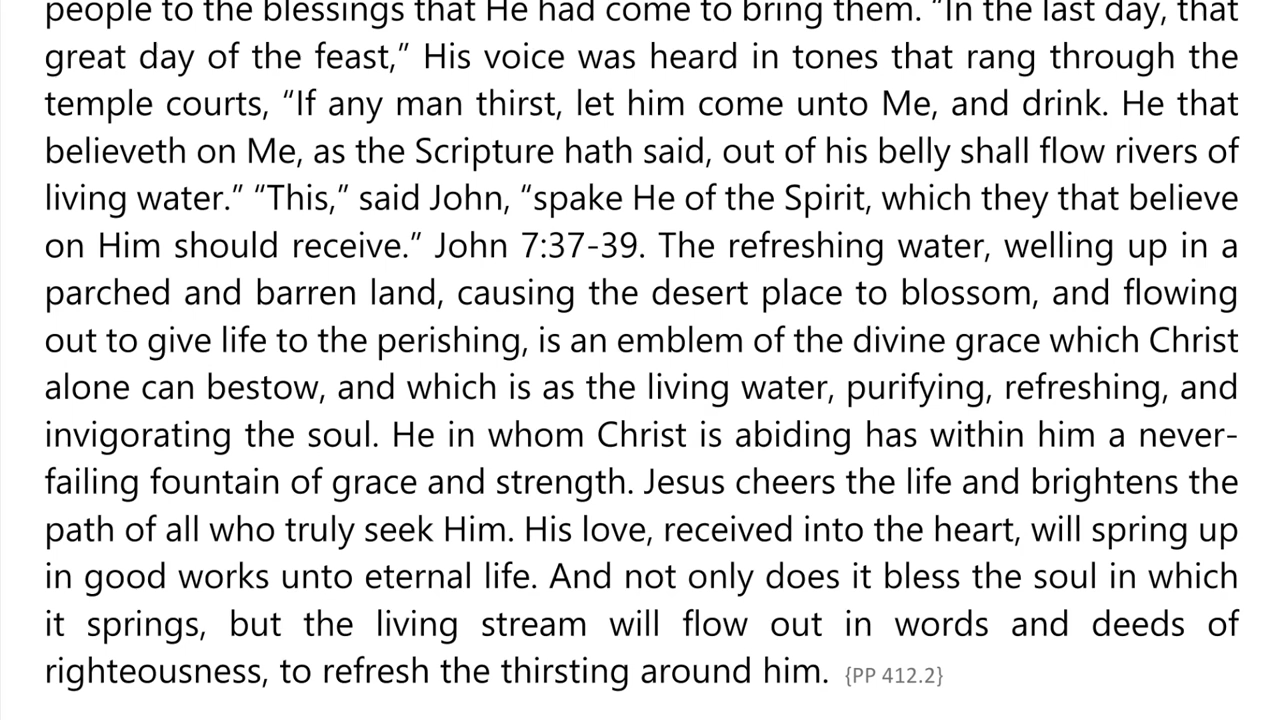 people to the blessings that He had come to bring them. “In the last day, that
great day of the feast,” His voice was heard in tones that rang through the
temple courts, “If any man thirst, let him come unto Me, and drink. He that
believeth on Me, as the Scripture hath said, out of his belly shall flow rivers of
living water.” “This,” said John, “spake He of the Spirit, which they that believe
on Him should receive.” John 7:37-39. The refreshing water, welling up in a
parched and barren land, causing the desert place to blossom, and flowing
out to give life to the perishing, is an emblem of the divine grace which Christ
alone can bestow, and which is as the living water, purifying, refreshing, and
invigorating the soul. He in whom Christ is abiding has within him a never-
failing fountain of grace and strength. Jesus cheers the life and brightens the
path of all who truly seek Him. His love, received into the heart, will spring up
in good works unto eternal life. And not only does it bless the soul in which
it springs, but the living stream will flow out in words and deeds of
righteousness, to refresh the thirsting around him. {PP 412.2}